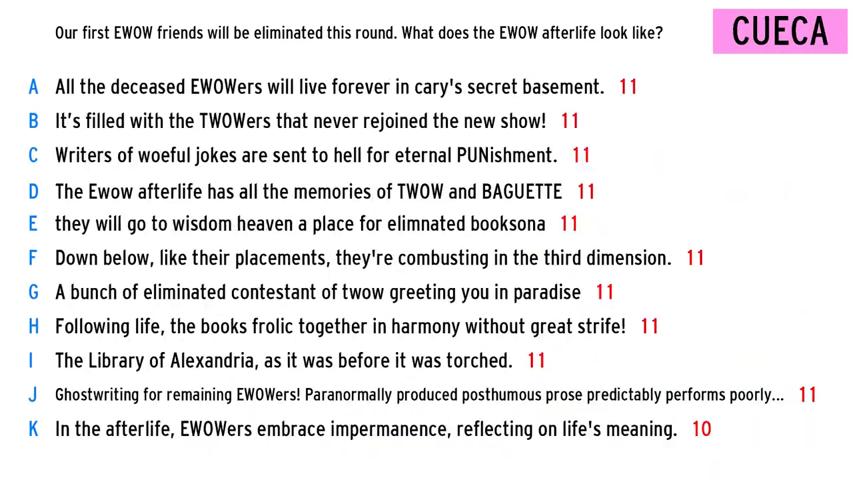 Our first EWOW friends will be eliminated this round. What does the EWOW afterlife look like?
CUECA
A All the deceased EWOWers will live forever in cary's secret basement. 11
B It's filled with the TWOWers that never rejoined the new show! 11
C Writers of woeful jokes are sent to hell for eternal PUNishment. 11
D The Ewow afterlife has all the memories of TWOW and BAGUETTE 11
E they will go to wisdom heaven a place for elimnated booksona 11
F Down below, like their placements, they're combusting in the third dimension. 11
G A bunch of eliminated contestant of twow greeting you in paradise 11
H Following life, the books frolic together in harmony without great strife! 11
I The Library of Alexandria, as it was before it was torched. 11
J Ghostwriting for remaining EWOWers! Paranormally produced posthumous prose predictably performs poorly... 11
K In the afterlife, EWOWers embrace impermanence, reflecting on life's meaning. 10